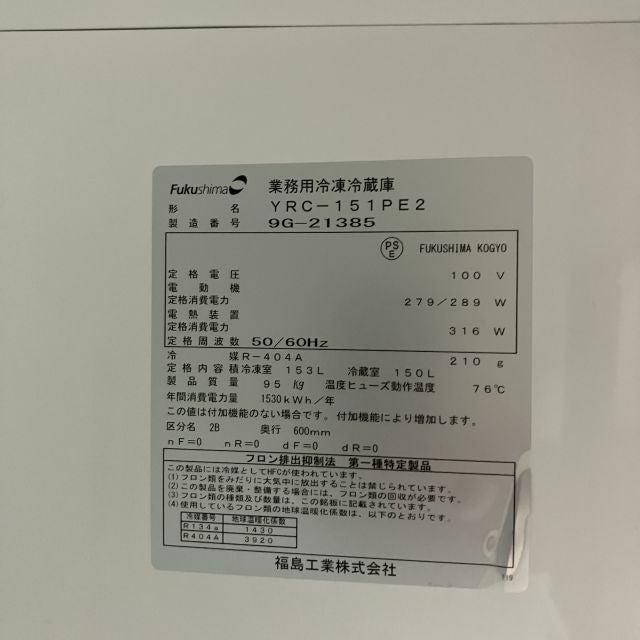 Fukushima 業務用冷凍冷蔵庫
形 名 YRC-151PE2
製造番号 9G-21385
PSE FUKUSHIMA KOGYO
定格電圧 100 V
電動機
定格消費電力 279/289 W
電熱装置
定格消費電力 316 W
定格周波数 50/60Hz
冷 媒 R-404A 210 g
定格内容積 冷凍室 153L 冷蔵室 150L
製品質量 95 Kg 温度ヒューズ動作温度 76℃
年間消費電力量 1530kWh/年
この値は付加機能のない場合です。付加機能により増加します。
区分名 2B 奥行 600mm
nF=0 nR=0 dF=0 dR=0
フロン排出抑制法 第一種特定製品
この製品には冷媒としてHFCが使われています。
(1)フロン類をみだりに大気中に放出することは禁じられています。
(2)この製品を廃棄・整備する場合には、フロン類の回収が必要です。
(3)フロン類の種類及び数量は、この銘板に記載されています。
(4)使用しているフロン類の地球温暖化係数は、以下のとおりです。
冷媒番号 地球温暖化係数
R134a 1430
R404A 3920
福島工業株式会社